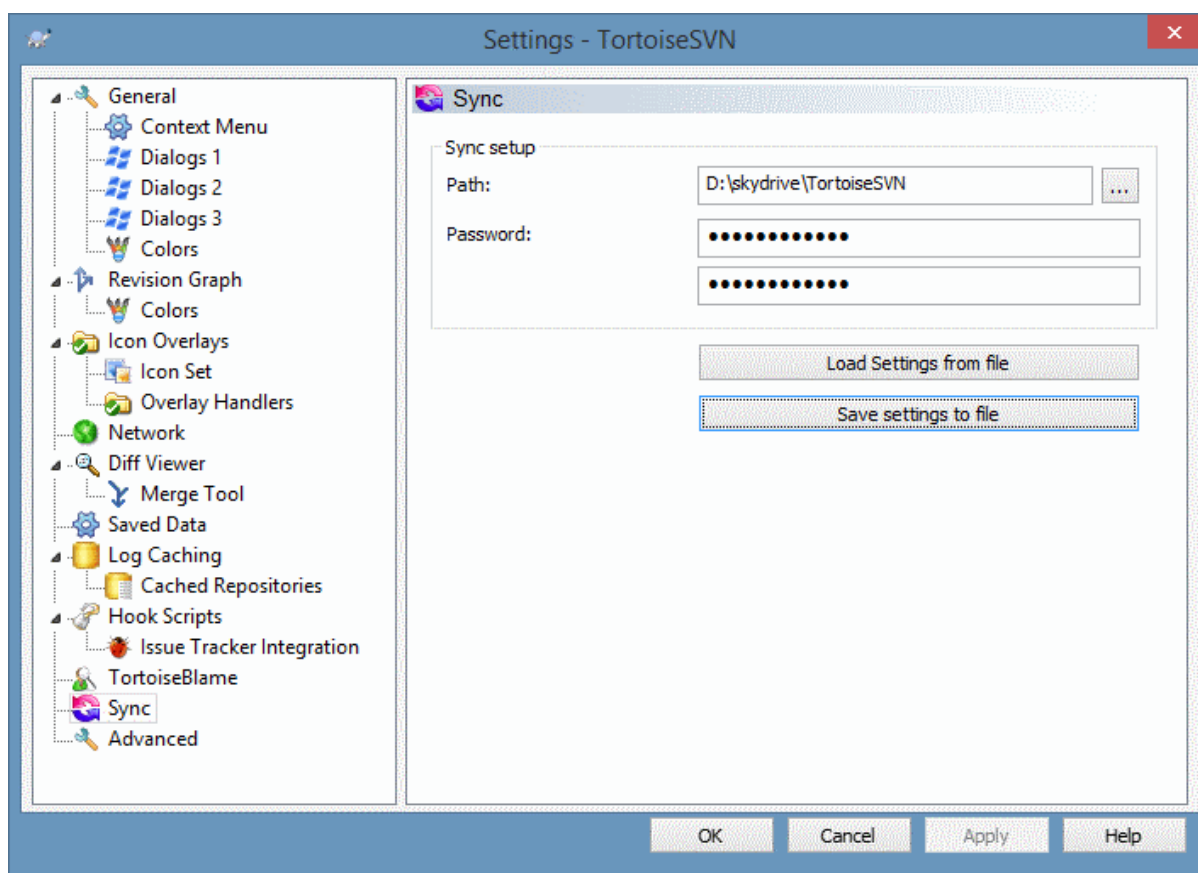 Settings - TortoiseSVN
General
Context Menu
Dialogs 1
Dialogs 2
Dialogs 3
Colors
Revision Graph
Colors
Icon Overlays
Icon Set
Overlay Handlers
Network
Diff Viewer
Merge Tool
Saved Data
Log Caching
Cached Repositories
Hook Scripts
Issue Tracker Integration
TortoiseBlame
Sync
Advanced
Sync
Sync setup
Path: D:\skydrive\TortoiseSVN ...
Password: ●●●●●●●●●●●●
●●●●●●●●●●●●
Load Settings from file
Save settings to file
OK Cancel Apply Help